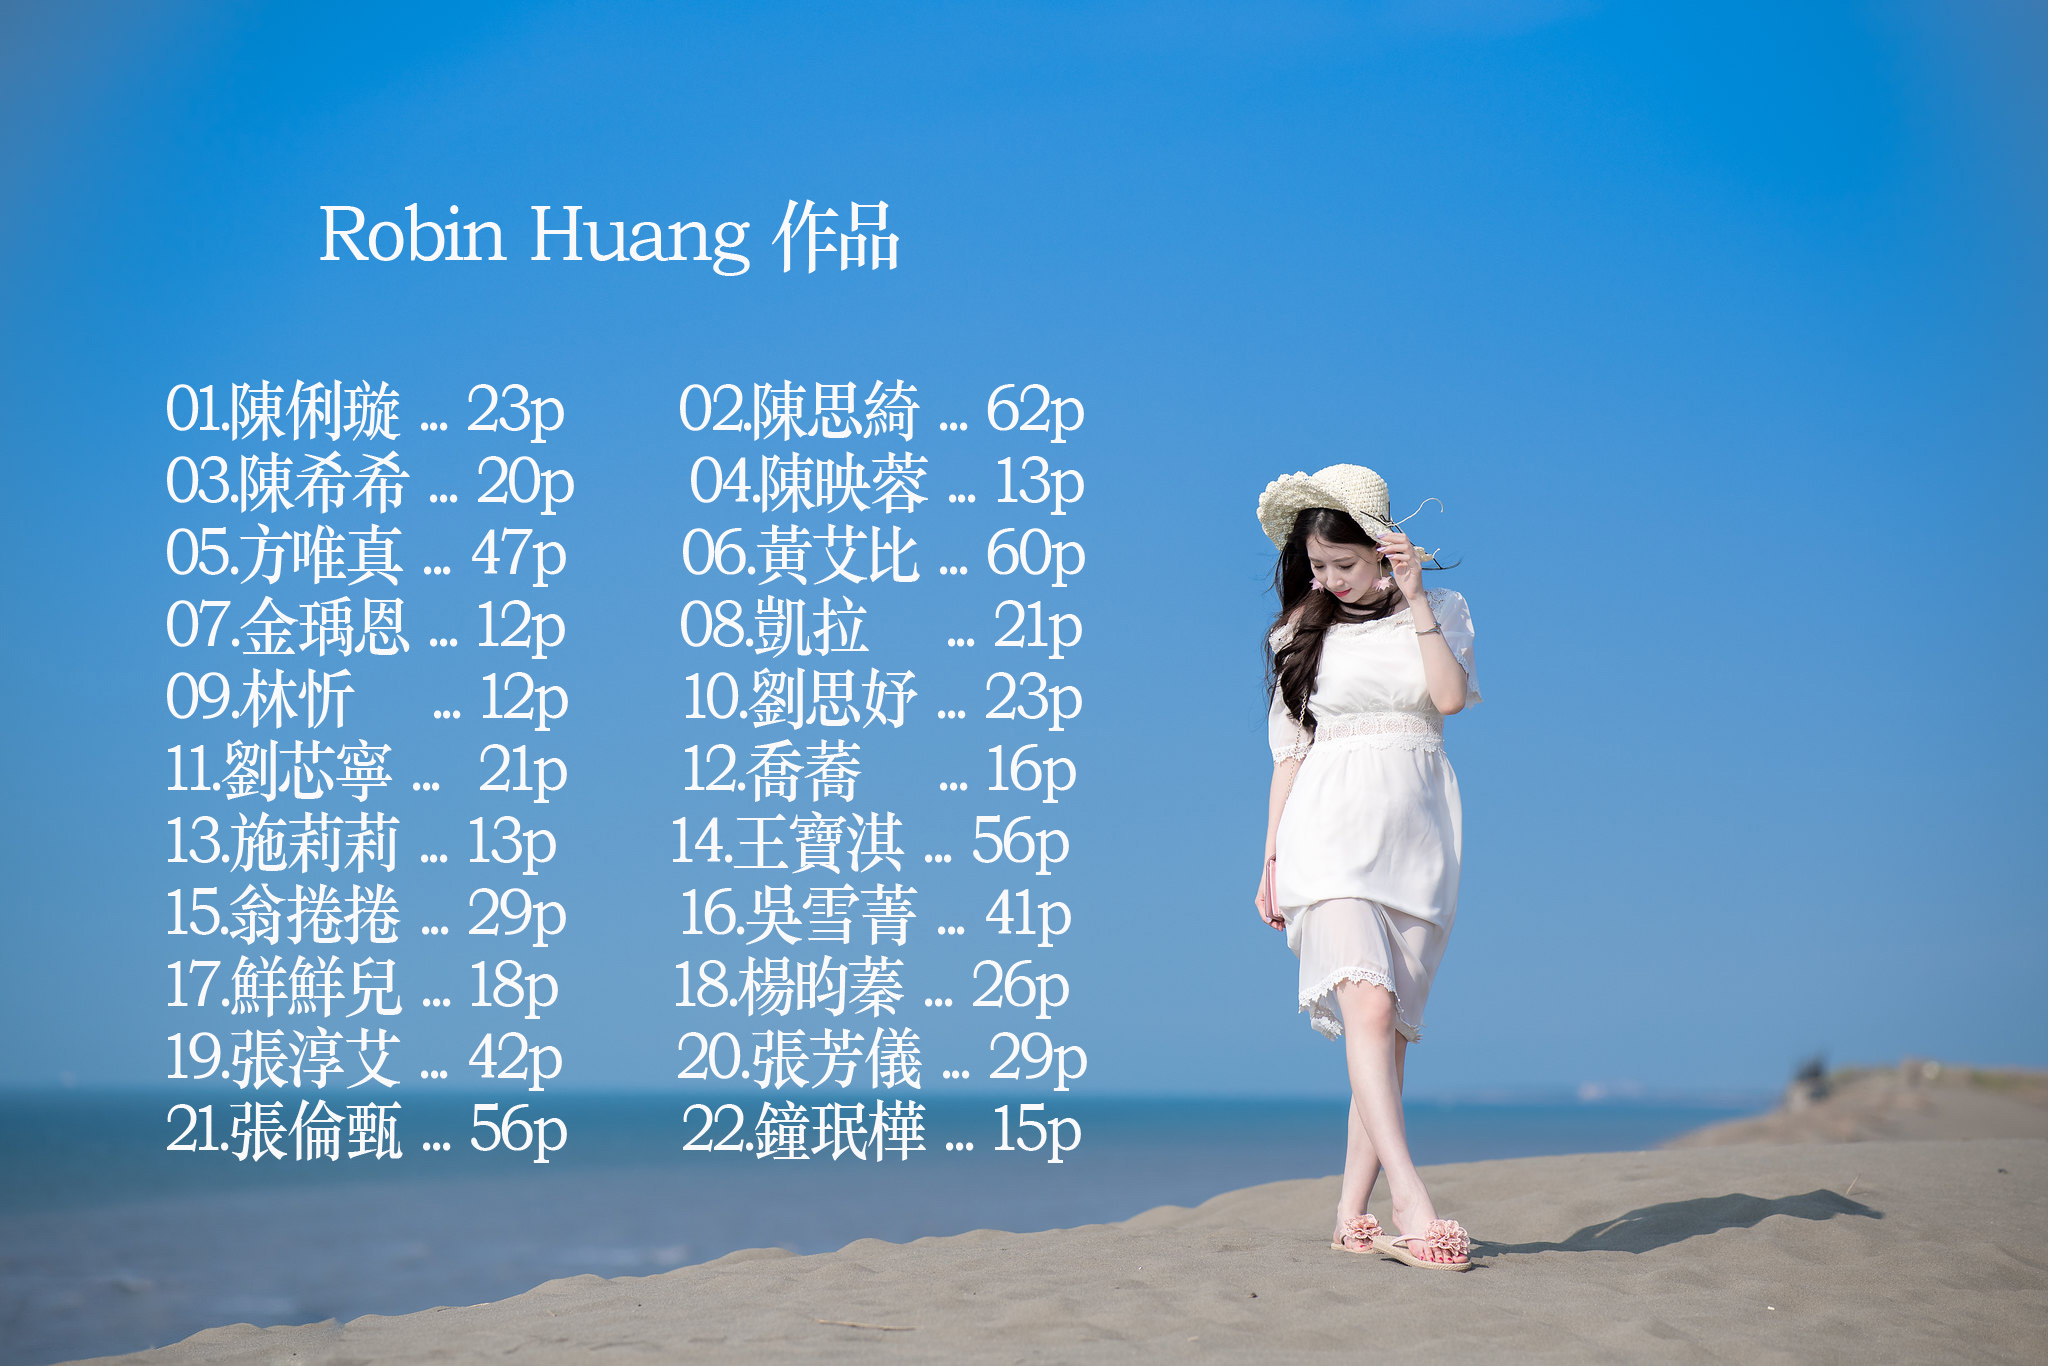 Robin Huang 作品
01.陳俐璇 ... 23p 02.陳思綺 ... 62p
03.陳希希 ... 20p 04.陳映蓉 ... 13p
05.方唯真 ... 47p 06.黃艾比 ... 60p
07.金瑀恩 ... 12p 08.凱拉 ... 21p
09.林忻 ... 12p 10.劉思妤 ... 23p
11.劉芯寧 ... 21p 12.喬蕎 ... 16p
13.施莉莉 ... 13p 14.王寶淇 ... 56p
15.翁捲捲 ... 29p 16.吳雪菁 ... 41p
17.鮮鮮兒 ... 18p 18.楊昀蓁 ... 26p
19.張淳艾 ... 42p 20.張芳儀 ... 29p
21.張倫甄 ... 56p 22.鐘珉樺 ... 15p